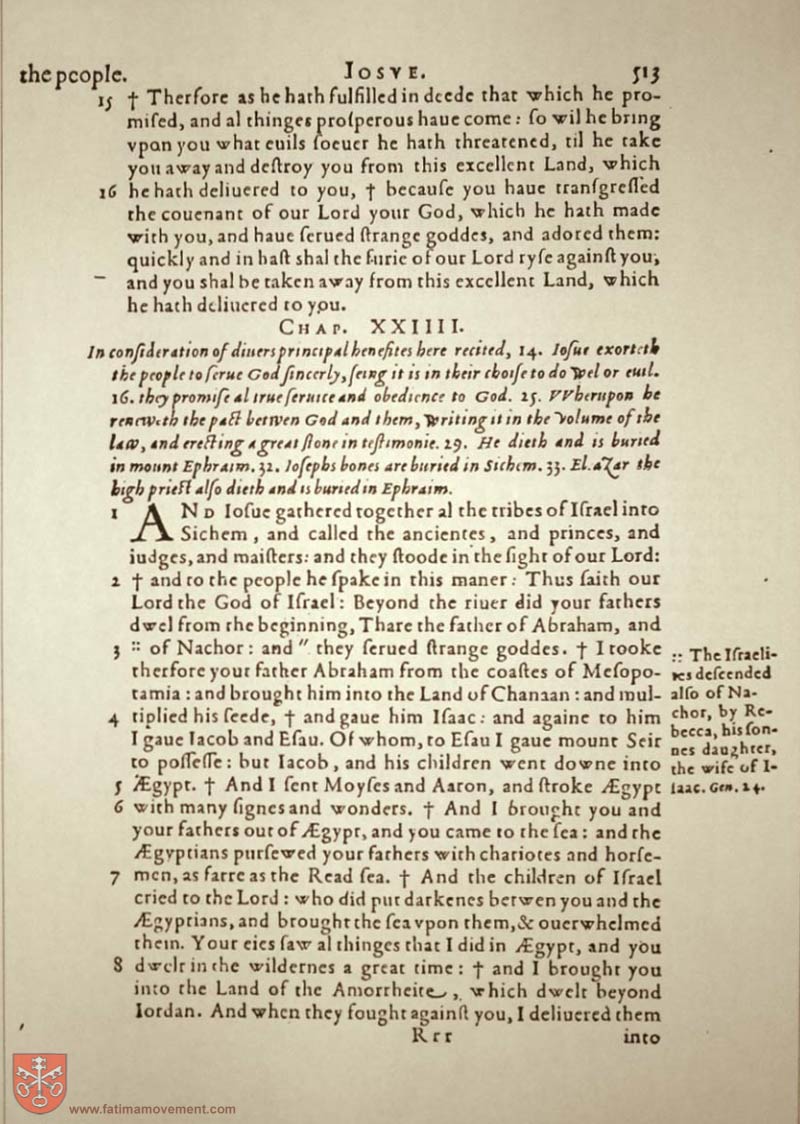 the people. IOSVE. 513
15 † Therfore as he hath fulfilled in deede that which he pro-
miſed, and al thinges proſperous haue come: ſo wil he bring
vpon you what euils ſoeuer he hath threatened, til he take
you away and deſtroy you from this excellent Land, which
16 he hath deliuered to you, † becauſe you haue tranſgreſſed
the couenant of our Lord your God, which he hath made
with you, and haue ſerued ſtrange goddes, and adored them:
quickly and in haſt shal the furie of our Lord ryſe againſt you,
and you shal be taken away from this excellent Land, which
he hath deliuered to you.
CHAP. XXIIII.
In conſideration of diuers principal benefites here recited, 14. Ioſue exorteth
the people to ſerue God ſincerly, ſeing it is in their choiſe to do wel or euil.
16. they promiſe al true ſeruice and obedience to God. 25. VVherupon he
reneweth the pact betwen God and them, writing it in the volume of the
law, and erecting a great ſtone in teſtimonie. 29. He dieth and is buried
in mount Ephraim. 32. Ioſephs bones are buried in Sichem. 33. Eleazar the
high prieſt alſo dieth and is buried in Ephraim.
1 AND Ioſue gathered together al the tribes of Iſrael into
Sichem, and called the ancientes, and princes, and
iudges, and maiſters: and they ſtoode in the ſight of our Lord:
2 † and to the people he ſpake in this maner: Thus ſaith our
Lord the God of Iſrael: Beyond the riuer did your fathers
dwel from the beginning, Thare the father of Abraham, and
3 :: of Nachor: and " they ſerued ſtrange goddes. † I tooke
therfore your father Abraham from the coaſtes of Meſopo-
tamia: and brought him into the Land of Chanaan: and mul-
4 tiplied his ſeede, † and gaue him Iſaac: and againe to him
I gaue Iacob and Eſau. Of whom, to Eſau I gaue mount Seir
to poſſeſſe: but Iacob, and his children went downe into
5 Ægypt. † And I ſent Moyſes and Aaron, and ſtroke Ægypt
6 with many ſignes and wonders. † And I brought you and
your fathers out of Ægypt, and you came to the ſea: and the
Ægyptians purſewed your fathers with chariotes and horſe-
7 men, as farre as the Read ſea. † And the children of Iſrael
cried to the Lord: who did put darkenes betwen you and the
Ægyptians, and brought the ſea vpon them, & ouerwhelmed
them. Your eies ſaw al thinges that I did in Ægypt, and you
8 dwelt in the wildernes a great time: † and I brought you
into the Land of the Amorrheite, which dwelt beyond
Iordan. And when they fought againſt you, I deliuered them
Rrr into
:: The Iſraeli-
tes deſcended
alſo of Na-
chor, by Re-
becca, his ſon-
nes daughter,
the wife of I-
ſaac. Gen. 24.
www.fatimamovement.com